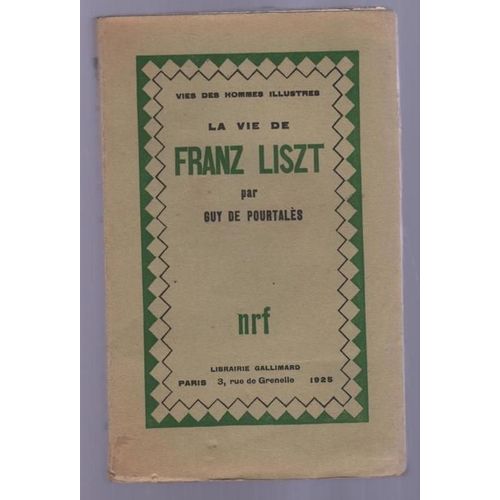 VIES DES HOMMES ILLUSTRES
LA VIE DE
FRANZ LISZT
par
GUY DE POURTALÈS
nrf
LIBRAIRIE GALLIMARD
PARIS 3, rue de Grenelle 1925